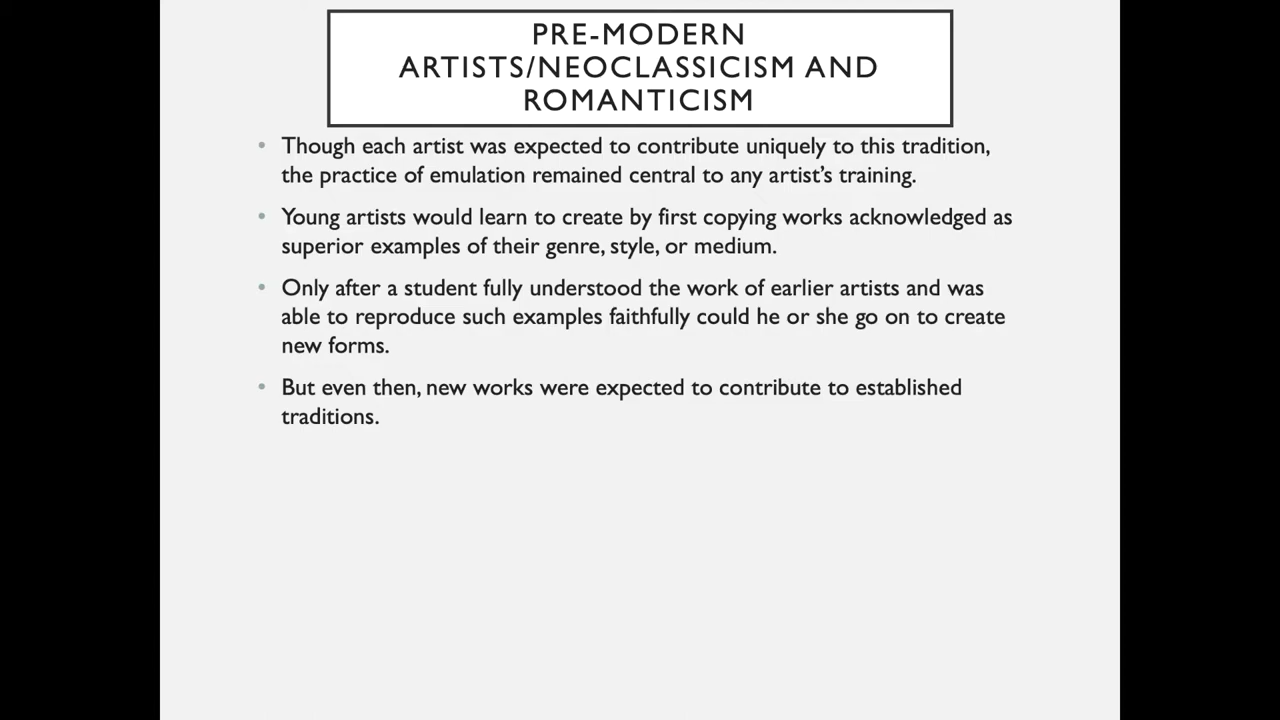 PRE-MODERN
ARTISTS/NEOCLASSICISM AND
ROMANTICISM
• Though each artist was expected to contribute uniquely to this tradition,
the practice of emulation remained central to any artist’s training.
• Young artists would learn to create by first copying works acknowledged as
superior examples of their genre, style, or medium.
• Only after a student fully understood the work of earlier artists and was
able to reproduce such examples faithfully could he or she go on to create
new forms.
• But even then, new works were expected to contribute to established
traditions.